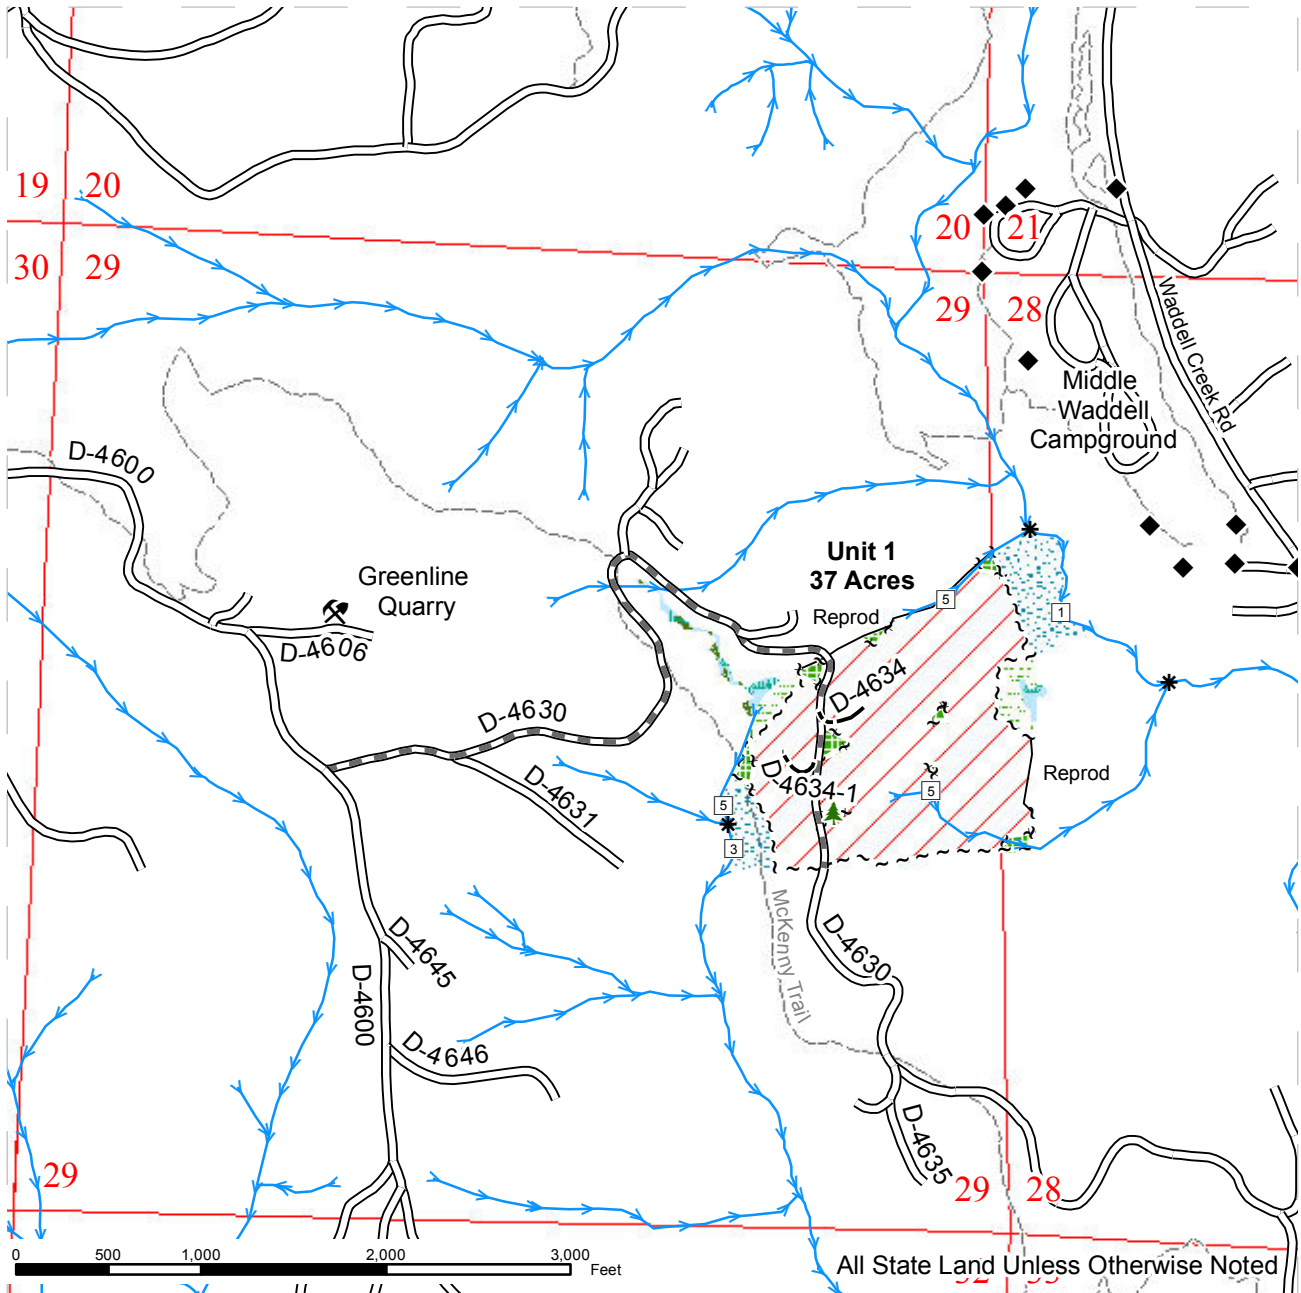 19 20
30 29
20 21
29 28
Waddell Creek Rd
Middle
Waddell
Campground
D-4600
Greenline
Quarry
D-4606
Unit 1
37 Acres
Reprod
5
1
D-4634
D-4630
D-4634-1
D-4631
Reprod
5
5
3
McKenny Trail
D-4630
D-4645
D-4600
D-4646
D-4635
29
29 28
0 500 1,000 2,000 3,000
Feet
All State Land Unless Otherwise Noted
32 33